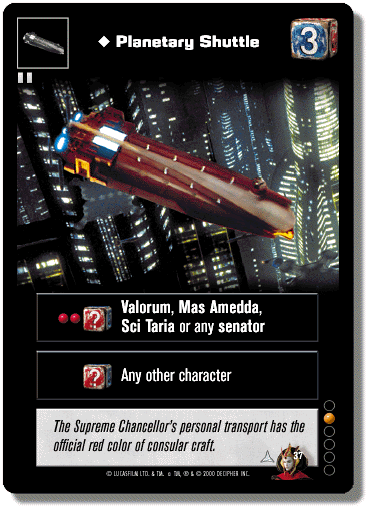 ◆ Planetary Shuttle
3
? Valorum, Mas Amedda,
Sci Taria or any senator
? Any other character
The Supreme Chancellor's personal transport has the
official red color of consular craft.
37
© LUCASFILM LTD. & TM. ⌂ TM, ® & © 2000 DECIPHER INC.